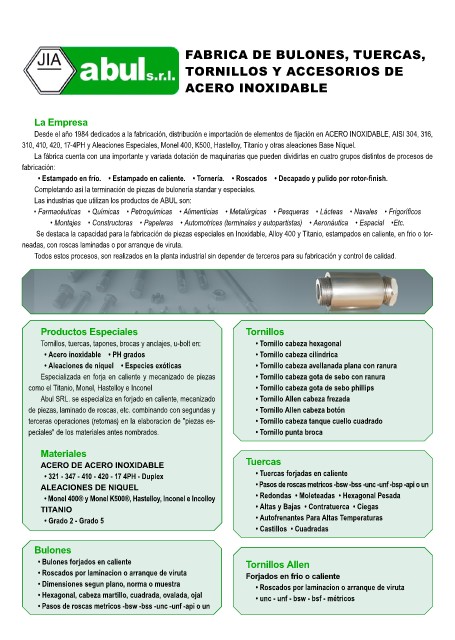 JIA
abul s.r.l.
FABRICA DE BULONES, TUERCAS,
TORNILLOS Y ACCESORIOS DE
ACERO INOXIDABLE
La Empresa
Desde el año 1984 dedicados a la fabricación, distribución e importación de elementos de fijación en ACERO INOXIDABLE, AISI 304, 316,
310, 410, 420, 17-4PH y Aleaciones Especiales, Monel 400, K500, Hastelloy, Titanio y otras aleaciones Base Niquel.
La fábrica cuenta con una importante y variada dotación de maquinarias que pueden dividirlas en cuatro grupos distintos de procesos de
fabricación:
• Estampado en frío. • Estampado en caliente. • Tornería. • Roscados • Decapado y pulido por rotor-finish.
Completando asi la terminación de piezas de bulonería standar y especiales.
Las industrias que utilizan los productos de ABUL son:
• Farmaoéuticas • Químicas • Petroquimicas • Alimenticias • Metalúrgicas • Pesqueras • Lácteas • Navales • Frigoríficos
• Montajes • Constructoras • Papeleras • Automotrices (terminales y autopartistas) • Aeronáutica • Espacial •Etc.
Se destaca la capacidad para la fabricación de piezas especiales en Inoxidable, Alloy 400 y Titanio, estampados en caliente, en frio o tor-
neadas, con roscas laminadas o por arranque de viruta.
Todos estos procesos, son realizados en la planta industrial sin depender de terceros para su fabricación y control de calidad.
Productos Especiales
Tornillos, tuercas, tapones, brocas y anclajes, u-bolt en;
• Acero inoxidable • PH grados
• Aleaciones de niquel • Especies exóticas
Especializada en forja en caliente y mecanizado de piezas
como el Titanio, Monel, Hastelloy e Inconel
Abul SRL. se especializa en forjado en caliente, mecanizado
de piezas, laminado de roscas, etc. combinando con segundas y
terceras operaciones (retomas) en la elaboracion de "piezas es-
peciales" de los materiales antes nombrados.
Materiales
ACERO DE ACERO INOXIDABLE
• 321 - 347 - 410 - 420 - 17 4PH - Duplex
ALEACIONES DE NIQUEL
• Monel 400® y Monel K500®, Hastelloy, Inconel e Incolloy
TITANIO
• Grado 2 - Grado 5
Bulones
• Bulones forjados en caliente
• Roscados por laminacion o arranque de viruta
• Dimensiones segun plano, norma o muestra
• Hexagonal, cabeza martillo, cuadrada, ovalada, ojal
• Pasos de roscas metricos -bsw -bss -unc -unf -api o un
Tornillos
• Tornillo cabeza hexagonal
• Tornillo cabeza cilindrica
• Tornillo cabeza avellanada plana con ranura
• Tornillo cabeza gota de sebo con ranura
• Tornillo cabeza gota de sebo phillips
• Tornillo Allen cabeza frezada
• Tornillo Allen cabeza botón
• Tornillo cabeza tanque cuello cuadrado
• Tornillo punta broca
Tuercas
• Tuercas forjadas en caliente
• Pasos de roscas metricos -bsw -bss -unc -unf -bsp -api o un
• Redondas • Moleteadas • Hexagonal Pesada
• Altas y Bajas • Contratuerca • Ciegas
• Autofrenantes Para Altas Temperaturas
• Castillos • Cuadradas
Tornillos Allen
Forjados en frio o caliente
• Roscados por laminacion o arranque de viruta
• unc - unf - bsw - bsf - métricos